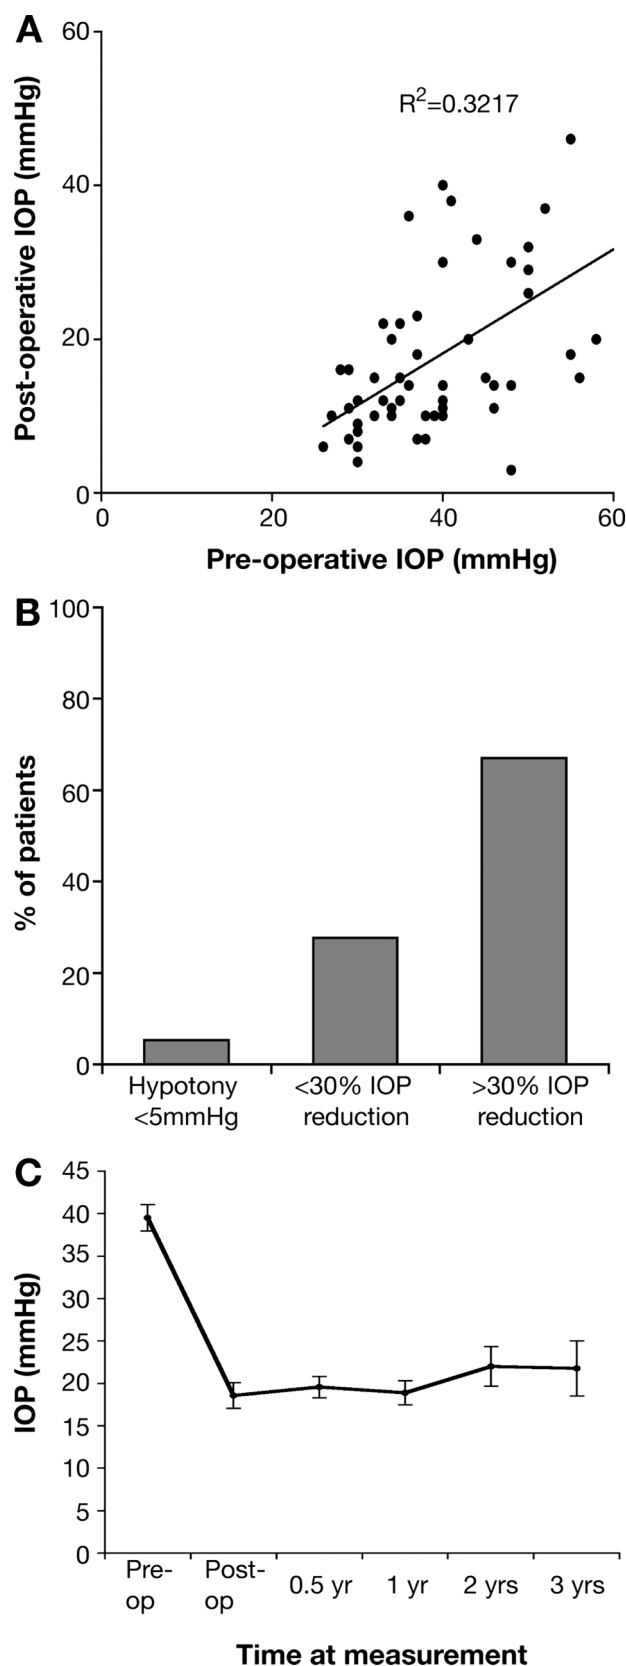 A
60
40
20
0
Post-operative IOP (mmHg)
R²=0.3217
0 20 40 60
Pre-operative IOP (mmHg)
B
100
80
60
40
20
0
% of patients
Hypotony <30% IOP >30% IOP
<5mmHg reduction reduction
C
45
40
35
30
25
20
15
10
5
0
IOP (mmHg)
Pre- Post- 0.5 yr 1 yr 2 yrs 3 yrs
op op
Time at measurement